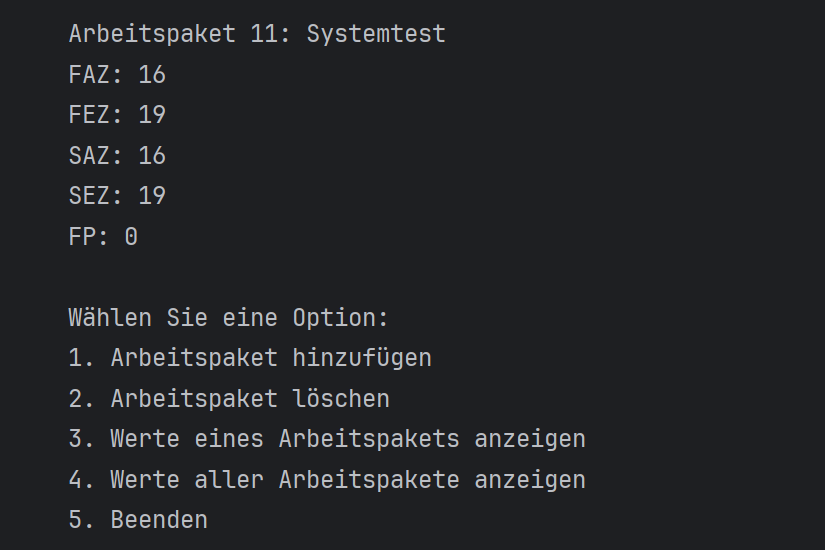 Arbeitspaket 11: Systemtest
FAZ: 16
FEZ: 19
SAZ: 16
SEZ: 19
FP: 0
Wählen Sie eine Option:
1. Arbeitspaket hinzufügen
2. Arbeitspaket löschen
3. Werte eines Arbeitspakets anzeigen
4. Werte aller Arbeitspakete anzeigen
5. Beenden